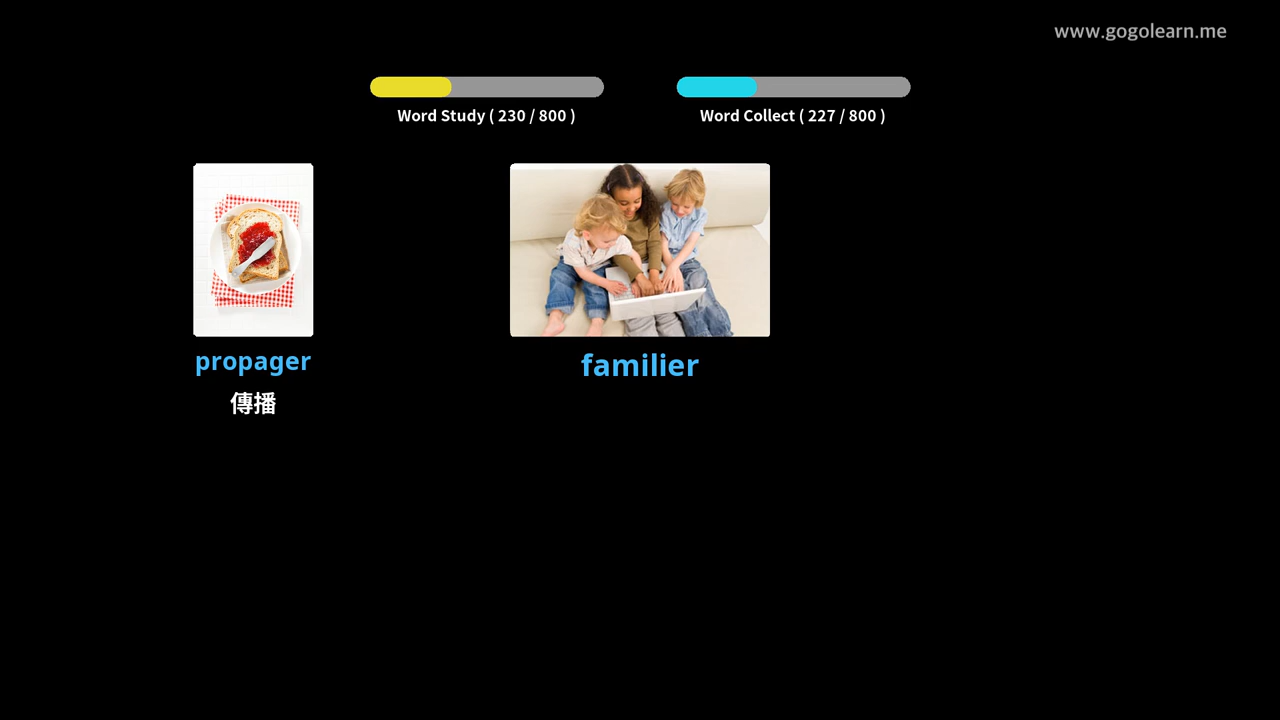 www.gogolearn.me
Word Study ( 230 / 800 )
Word Collect ( 227 / 800 )
propager
familier
傳播